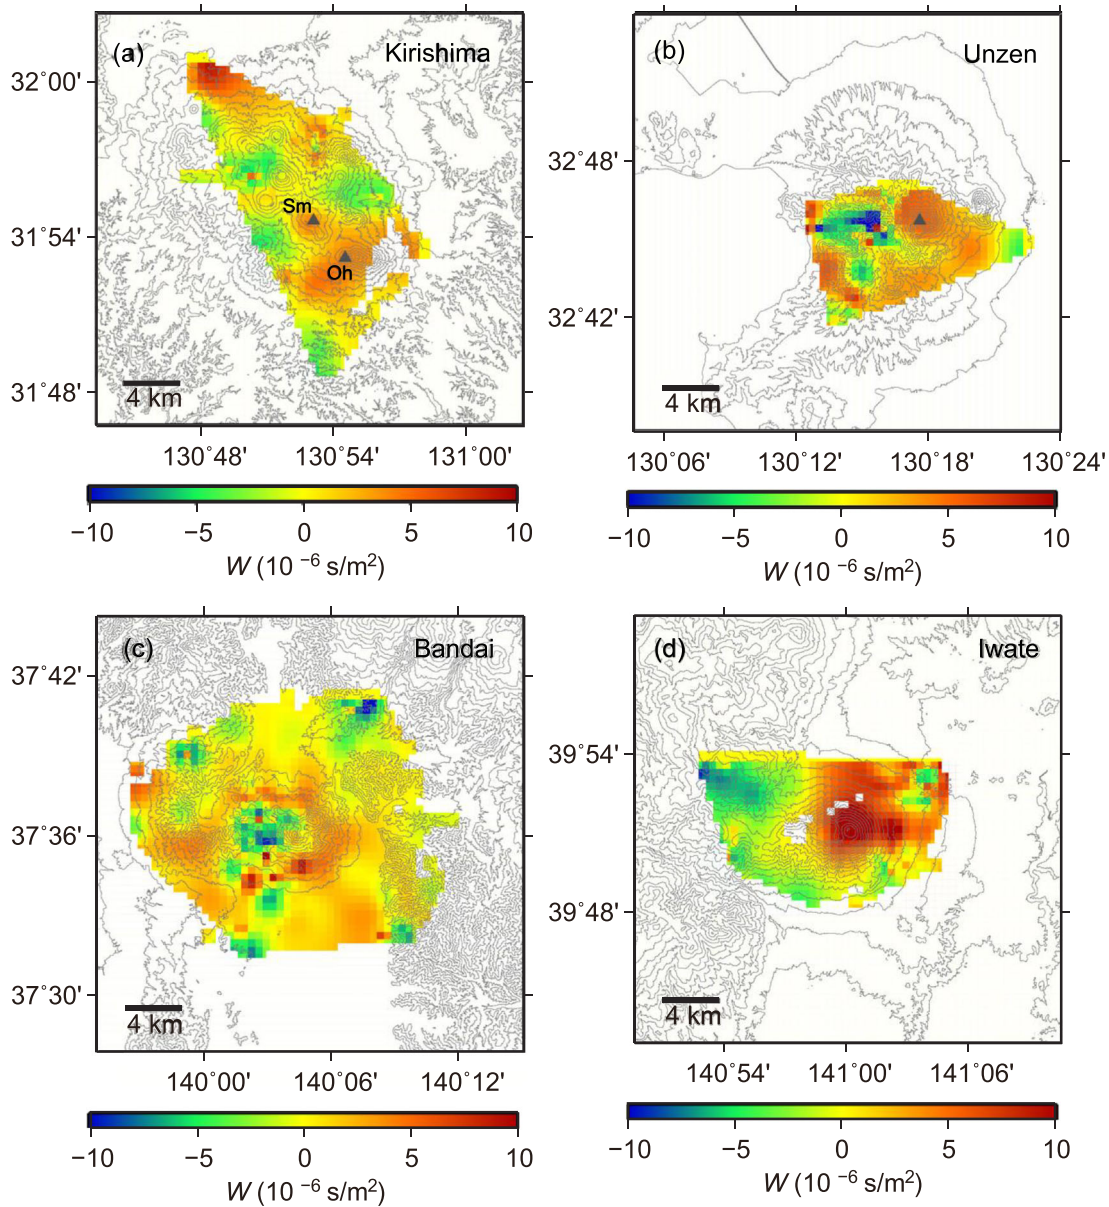 (a) Kirishima
32°00'
31°54'
31°48'
Sm
Oh
4 km
130°48' 130°54' 131°00'
−10 −5 0 5 10
W (10 −6 s/m2)
(b) Unzen
32°48'
32°42'
4 km
130°06' 130°12' 130°18' 130°24'
−10 −5 0 5 10
W (10 −6 s/m2)
(c) Bandai
37°42'
37°36'
37°30'
4 km
140°00' 140°06' 140°12'
−10 −5 0 5 10
W (10 −6 s/m2)
(d) Iwate
39°54'
39°48'
4 km
140°54' 141°00' 141°06'
−10 −5 0 5 10
W (10 −6 s/m2)